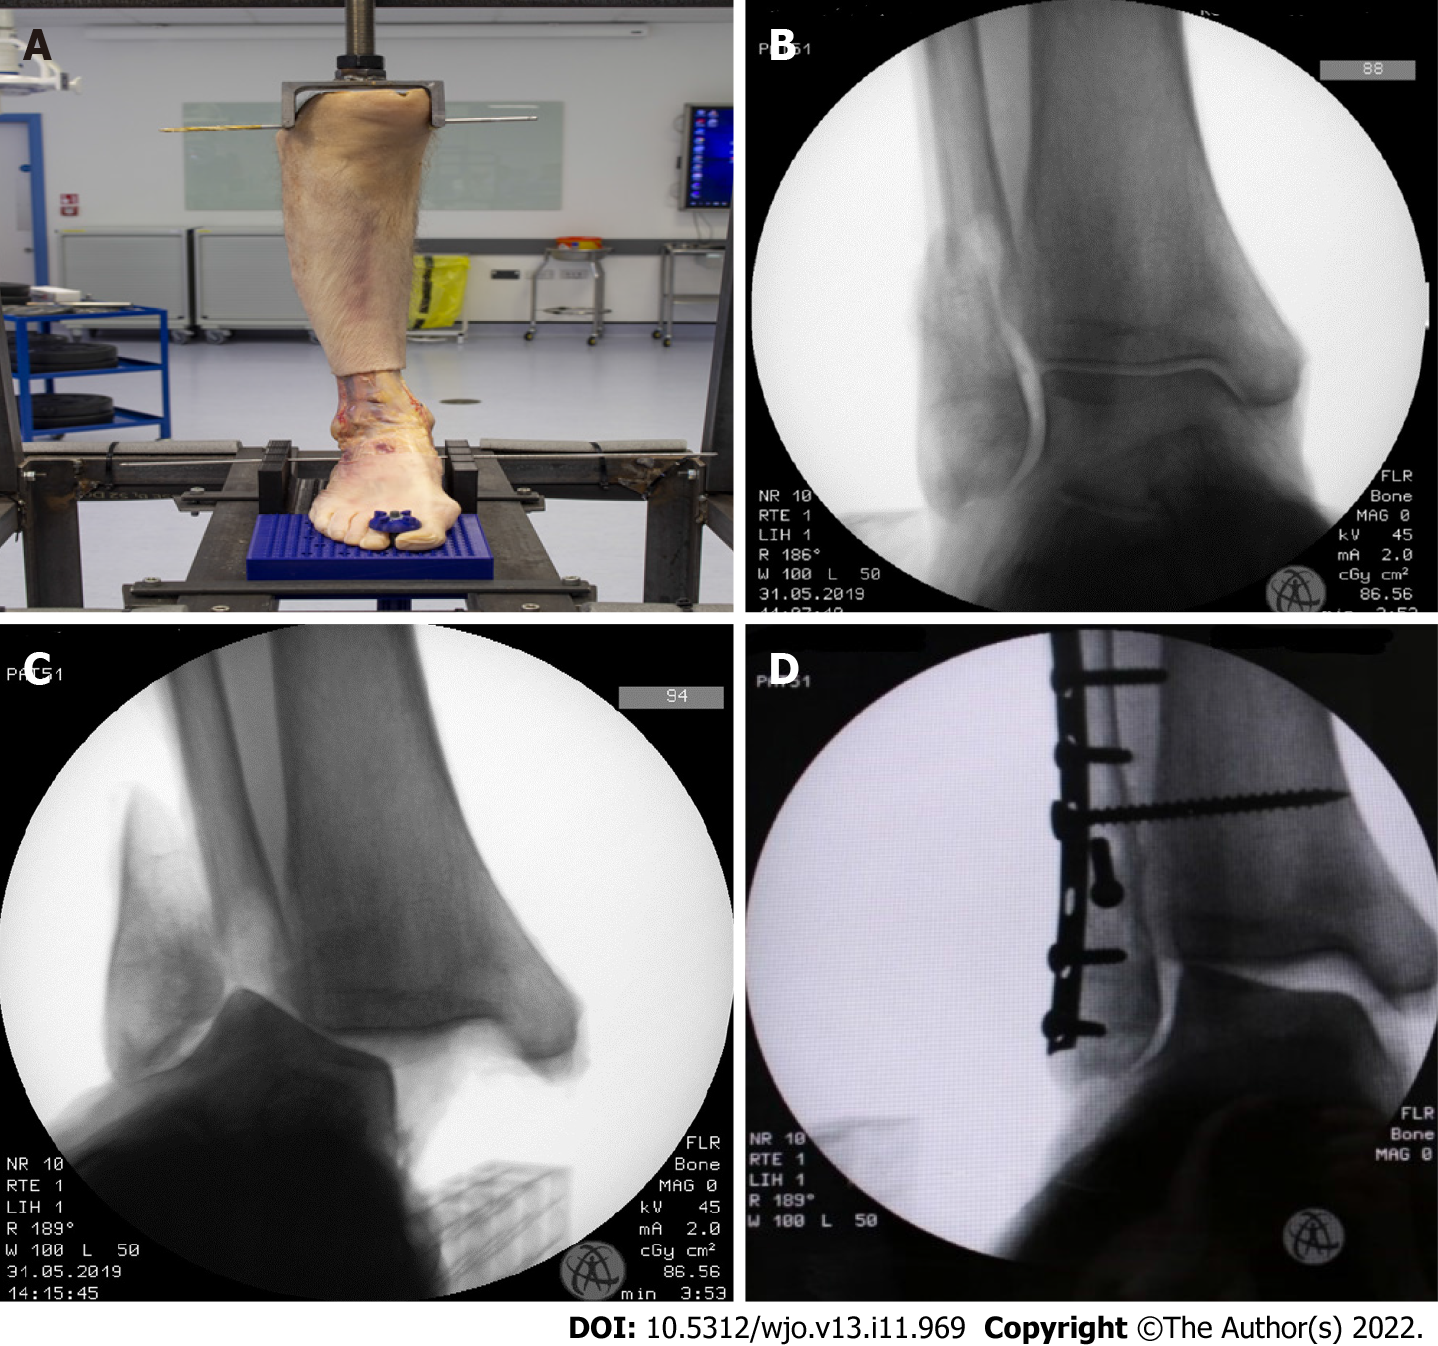 A
B
88
FLR
Bone
MAG 0
kV 45
mA 2.0
cGy cm²
86.56
NR 10
RTE 1
LIH 1
R 186°
W 100 L 50
31.05.2019
C
94
FLR
Bone
MAG 0
kV 45
mA 2.0
cGy cm²
86.56
min 3:53
NR 10
RTE 1
LIH 1
R 189°
W 100 L 50
31.05.2019
14:15:45
D
FLR
Bone
MAG 0
NR 10
RTE 1
LIH 1
R 189°
W 100 L 50
DOI: 10.5312/wjo.v13.i11.969 Copyright ©The Author(s) 2022.